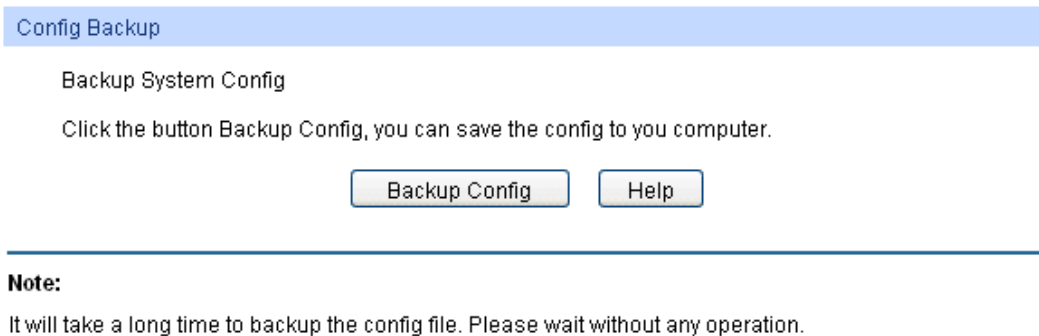 Config Backup
Backup System Config
Click the button Backup Config, you can save the config to you computer.
Backup Config Help
Note:
It will take a long time to backup the config file. Please wait without any operation.